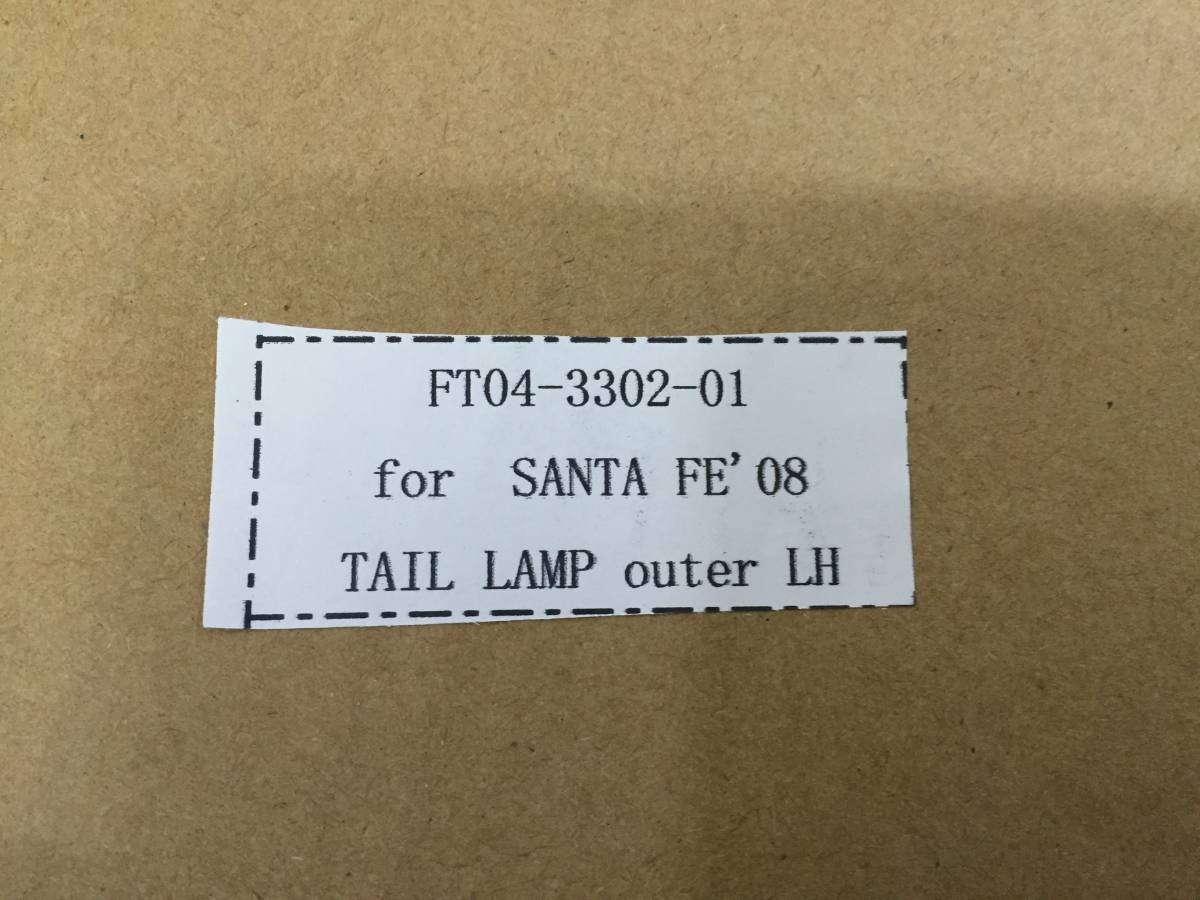 FT04-3302-01
for SANTA FE'08
TAIL LAMP outer LH